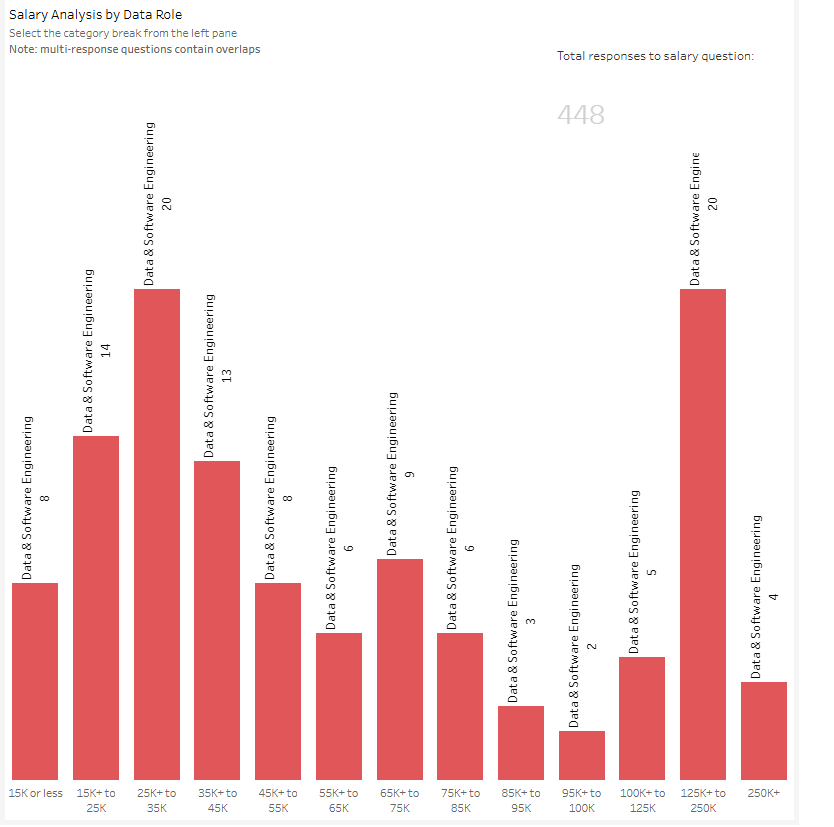 Salary Analysis by Data Role
Select the category break from the left pane
Note: multi-response questions contain overlaps
Total responses to salary question:
448
Data & Software Engineering
8
Data & Software Engineering
14
Data & Software Engineering
20
Data & Software Engineering
13
Data & Software Engineering
8
Data & Software Engineering
6
Data & Software Engineering
9
Data & Software Engineering
6
Data & Software Engineering
3
Data & Software Engineering
2
Data & Software Engineering
5
Data & Software Engine
20
Data & Software Engineering
4
15K or less
15K+ to
25K
25K+ to
35K
35K+ to
45K
45K+ to
55K
55K+ to
65K
65K+ to
75K
75K+ to
85K
85K+ to
95K
95K+ to
100K
100K+ to
125K
125K+ to
250K
250K+